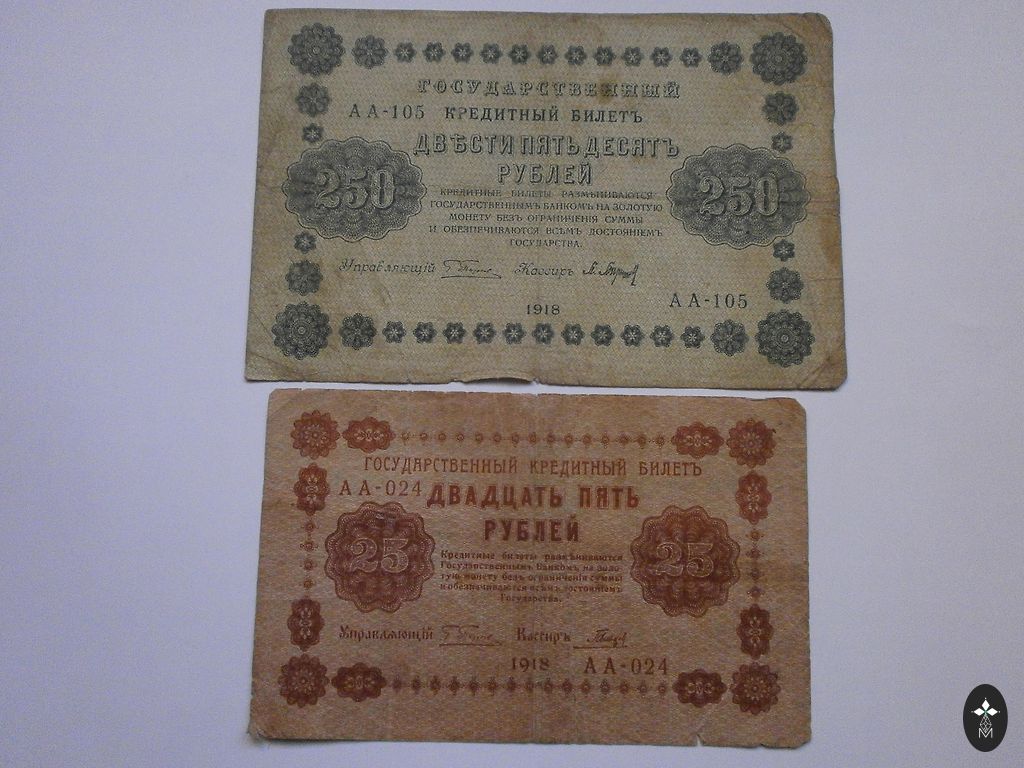 ГОСУДАРСТВЕННЫЙ
АА-105 КРЕДИТНЫЙ БИЛЕТЪ
ДВѢСТИ ПЯТЬДЕСЯТЪ
РУБЛЕЙ
250 250
КРЕДИТНЫЕ БИЛЕТЫ РАЗМѢНИВАЮТСЯ
ГОСУДАРСТВЕННЫМЪ БАНКОМЪ НА ЗОЛОТУЮ
МОНЕТУ БЕЗЪ ОГРАНИЧЕНІЯ СУММЫ
И ОБЕЗПЕЧИВАЮТСЯ ВСѢМЪ ДОСТОЯНІЕМЪ
ГОСУДАРСТВА.
Управляющій Кассиръ
1918
АА-105
ГОСУДАРСТВЕННЫЙ КРЕДИТНЫЙ БИЛЕТЪ
АА-024 ДВАДЦАТЬ ПЯТЬ
РУБЛЕЙ
25 25
Кредитные билеты размѣниваются
Государственнымъ Банкомъ на золо-
тую монету безъ ограниченія суммы
и обезпечиваются всѣмъ достояніемъ
Государства.
Управляющій Кассиръ
1918 АА-024
М